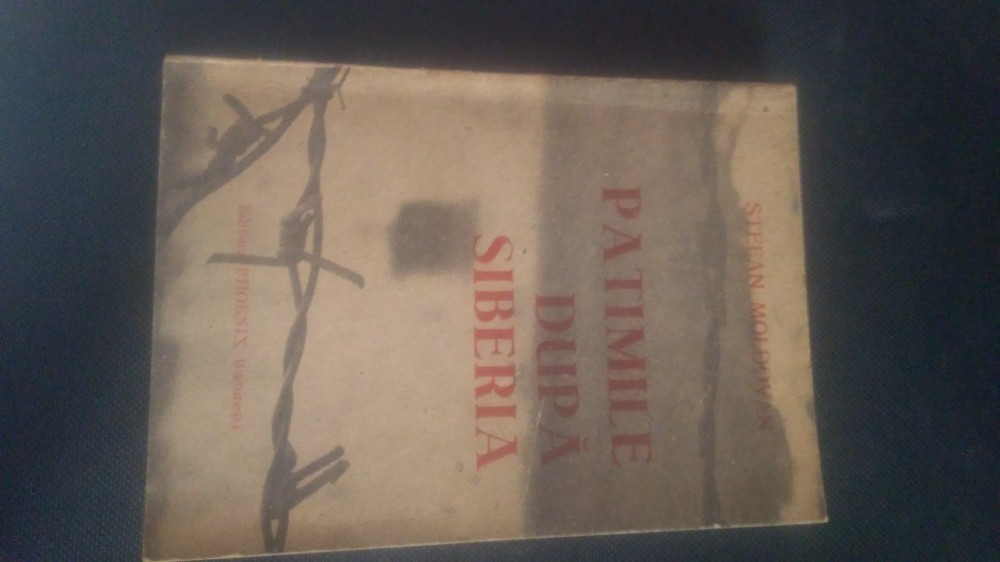 STEFAN MOLDOVAN
PATIMILE
DUPĂ
SIBERIA
PHOENIX